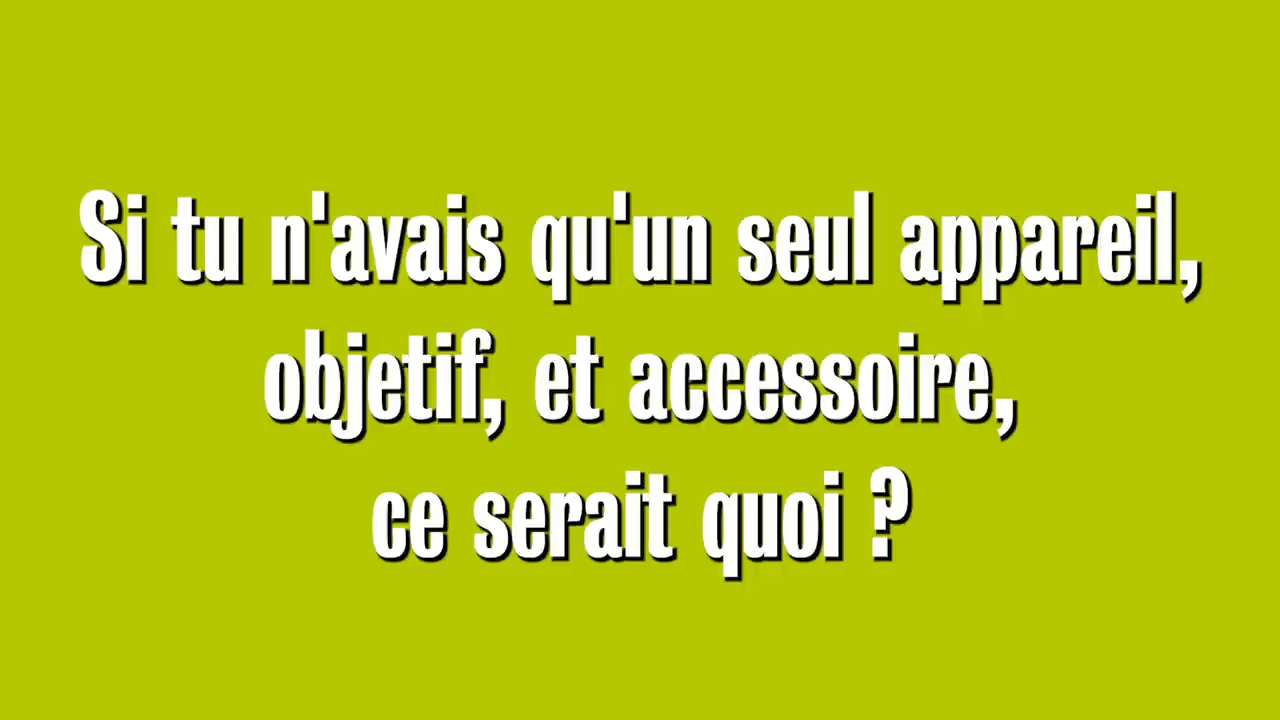 Si tu n'avais qu'un seul appareil,
objetif, et accessoire,
ce serait quoi ?